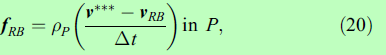 f_RB = ρ_P ( (v*** − v_RB) / Δt ) in P, (20)